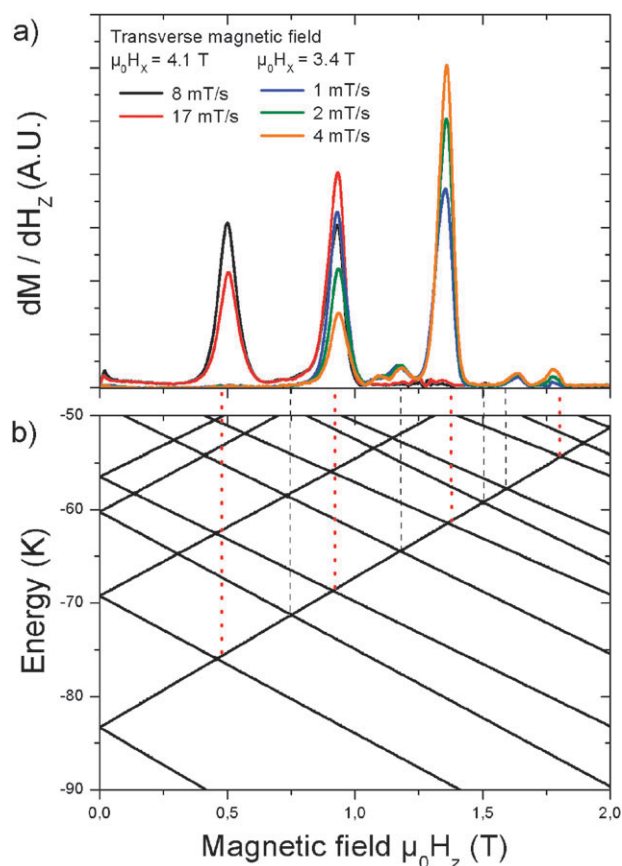 a)
Transverse magnetic field
μ₀Hₓ = 4.1 T μ₀Hₓ = 3.4 T
8 mT/s 1 mT/s
17 mT/s 2 mT/s
4 mT/s
dM / dH_Z (A.U.)
b)
-50
-60
-70
-80
-90
Energy (K)
0,0 0,5 1,0 1,5 2,0
Magnetic field μ₀H_z (T)